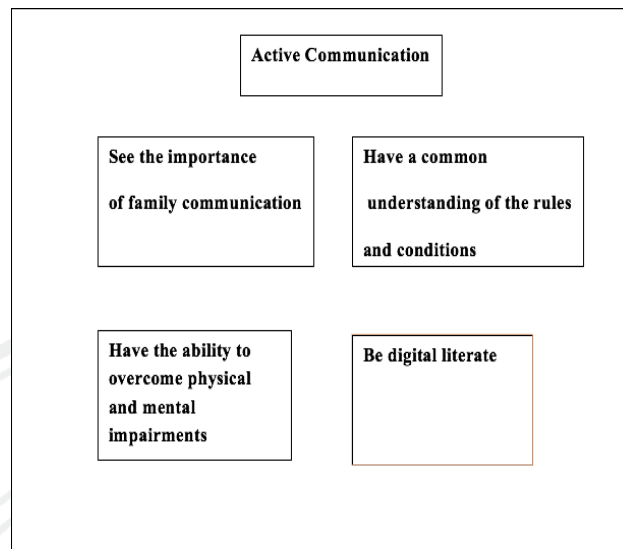 Active Communication
See the importance
of family communication
Have a common
understanding of the rules
and conditions
Have the ability to
overcome physical
and mental
impairments
Be digital literate